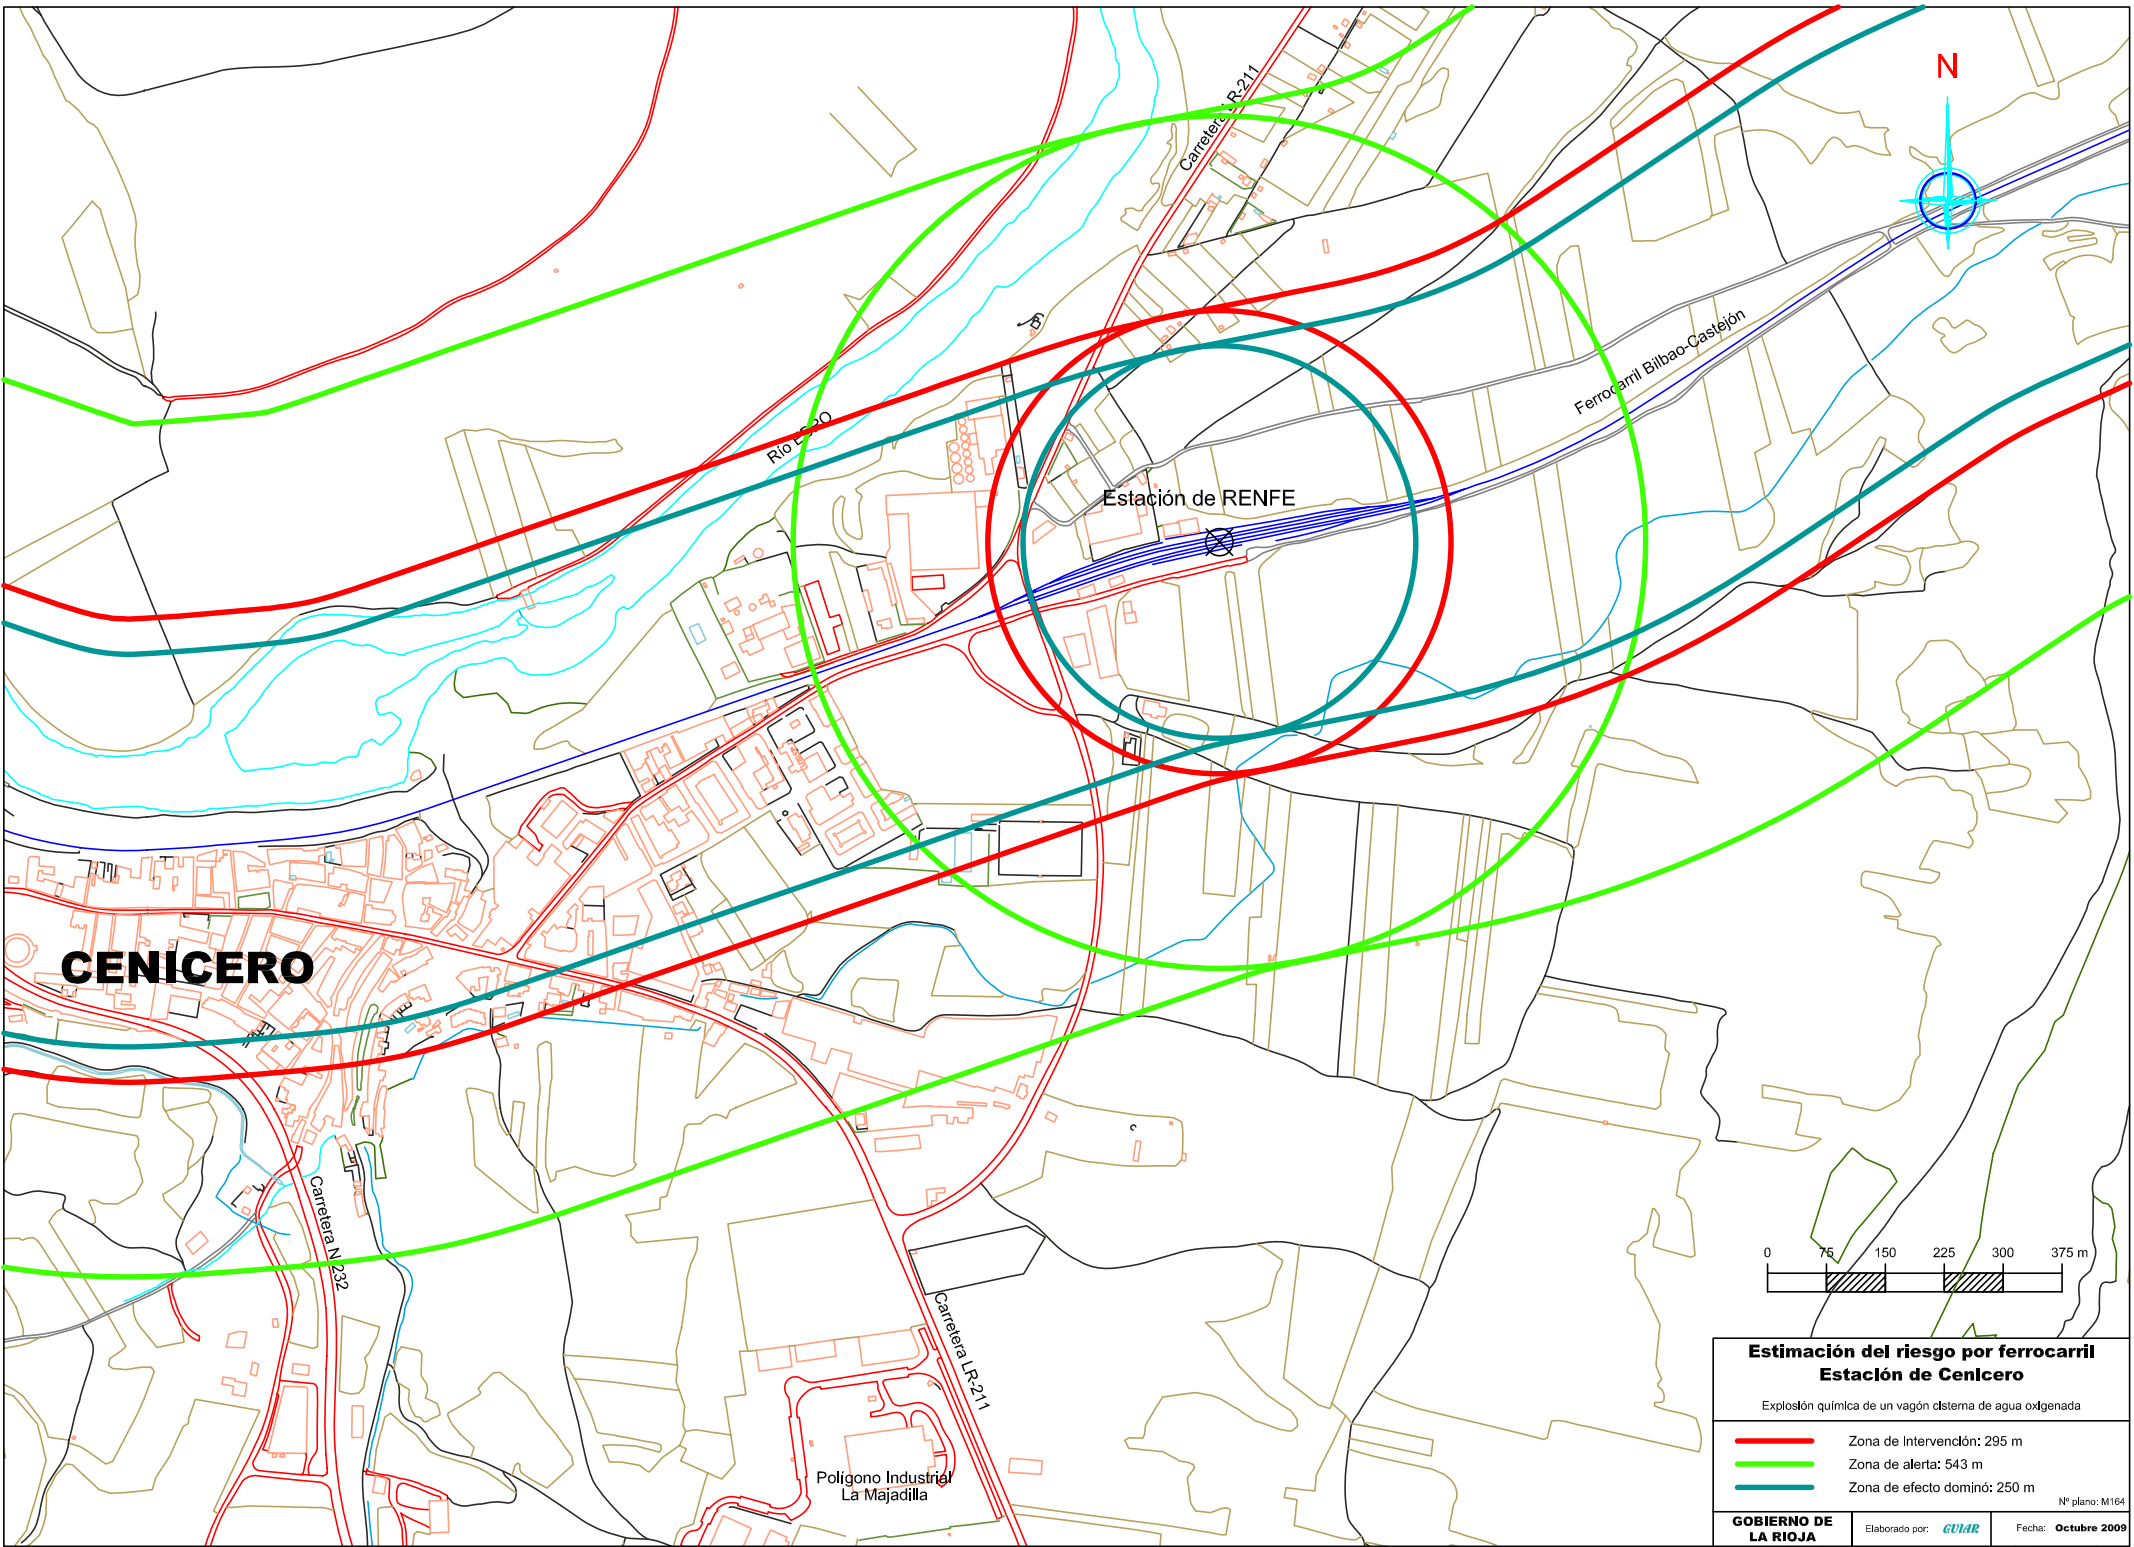 N
Carretera LR-211
Ferrocarril Bilbao-Castejón
Río EBRO
Estación de RENFE
CENICERO
Carretera N-232
Carretera LR-211
Polígono Industrial
La Majadilla
0 75 150 225 300 375 m
Estimación del riesgo por ferrocarril
Estación de Cenicero
Explosión química de un vagón cisterna de agua oxigenada
Zona de Intervención: 295 m
Zona de alerta: 543 m
Zona de efecto dominó: 250 m
Nº plano: M164
GOBIERNO DE
LA RIOJA
Elaborado por: GUIAR
Fecha: Octubre 2009